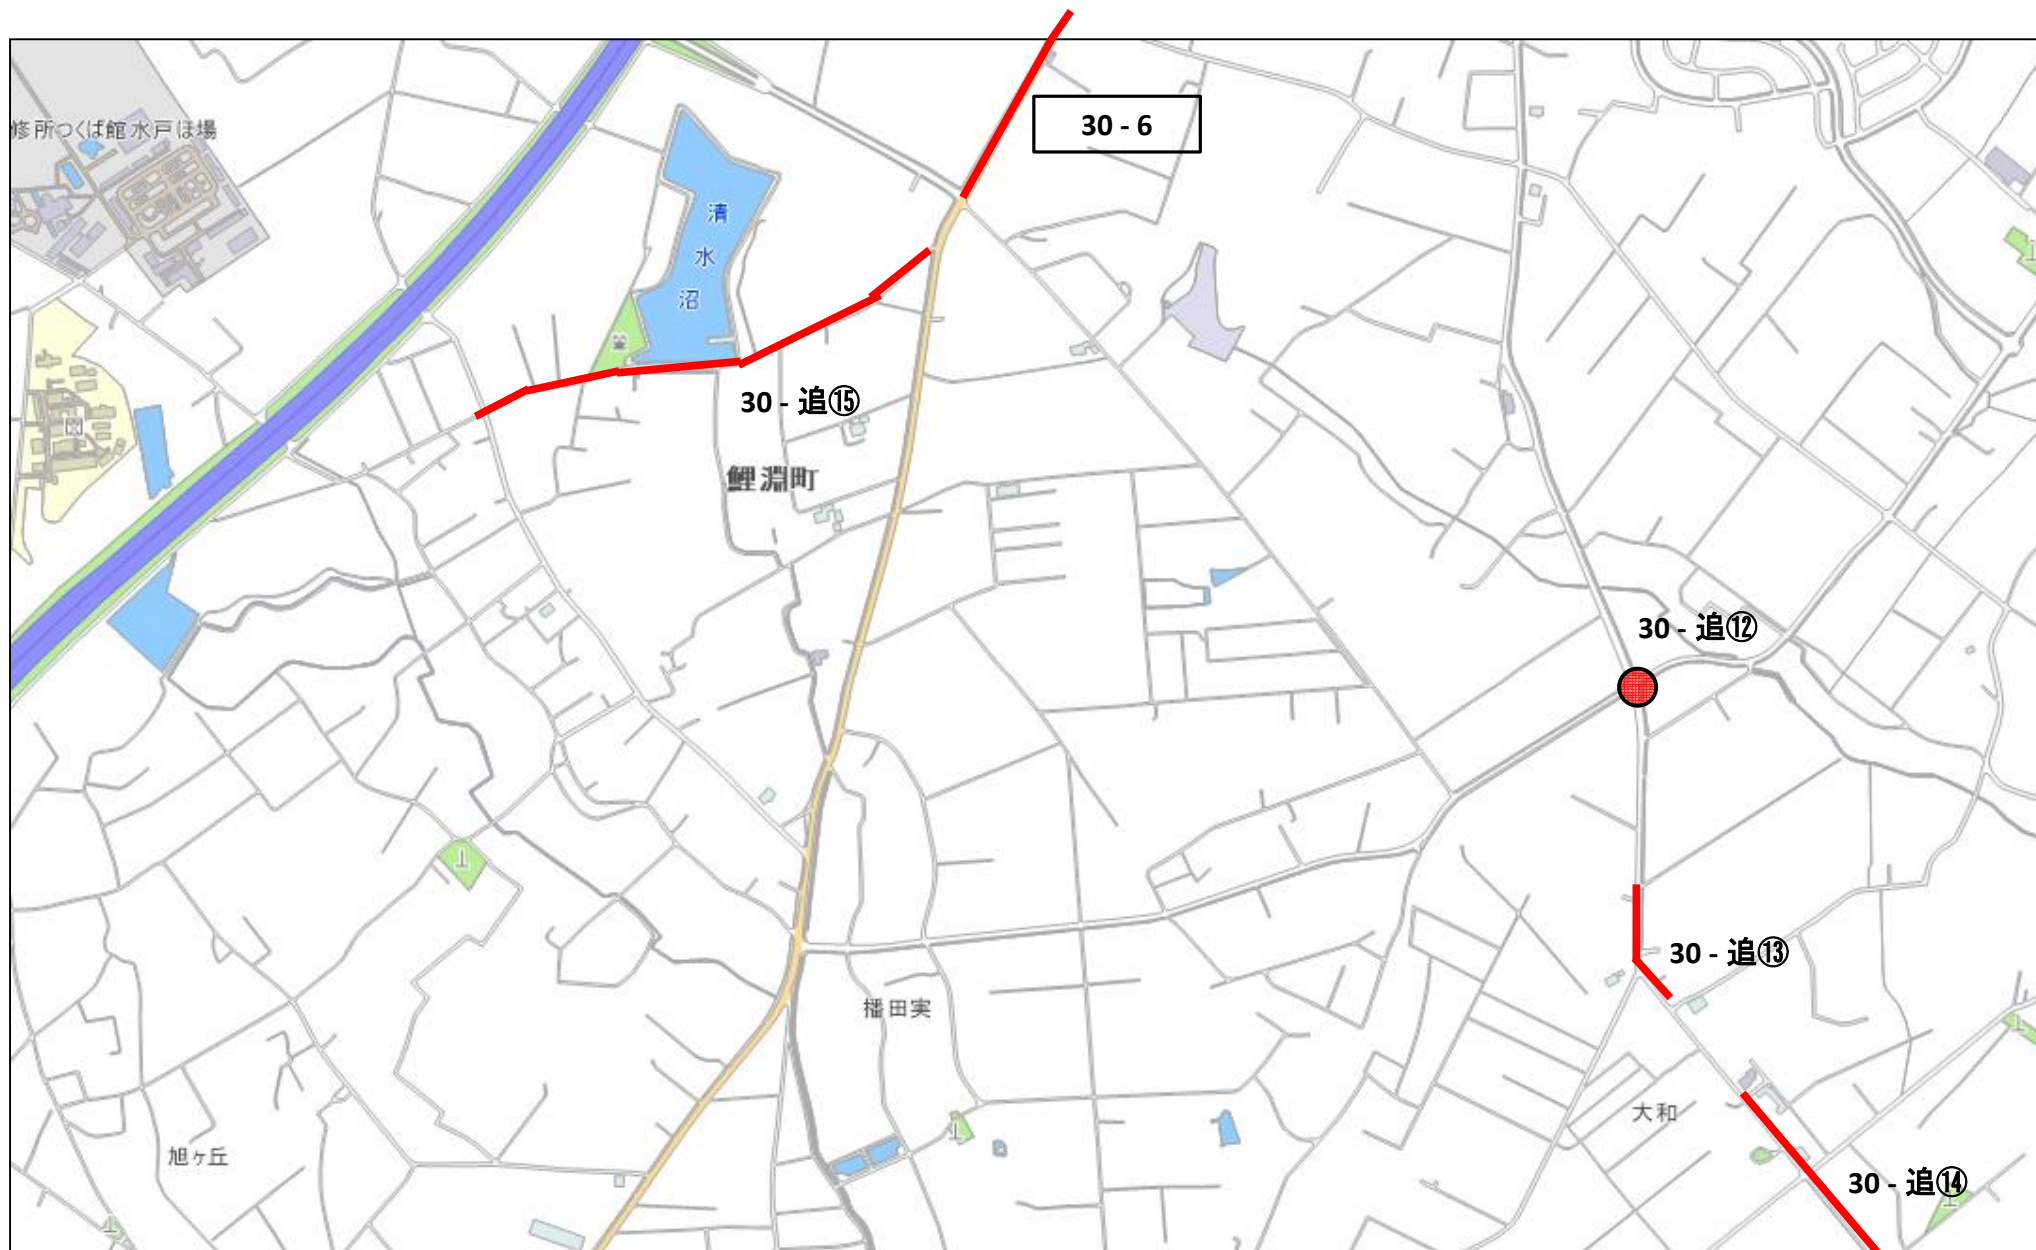 30 - 6
修所つくば館水戸ほ場
清
水
沼
30 - 追⑮
鯉淵町
30 - 追⑫
30 - 追⑬
播田実
大和
旭ヶ丘
30 - 追⑭